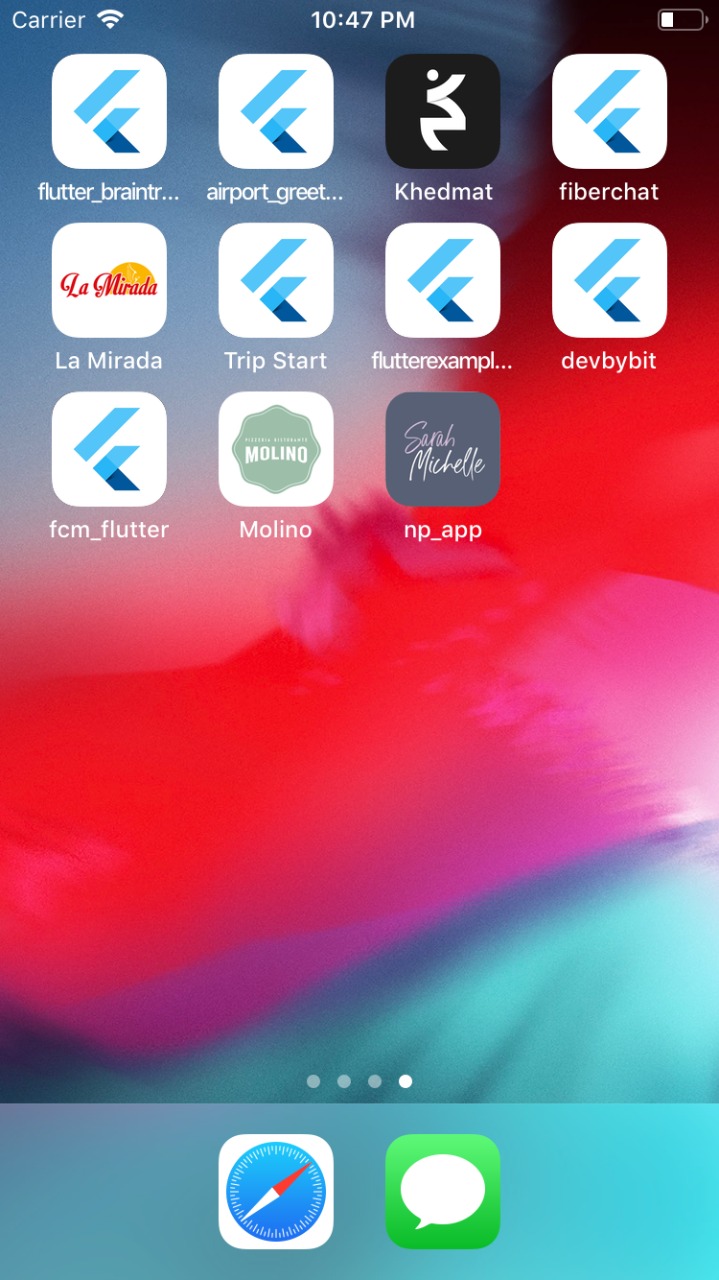 Carrier 10:47 PM
flutter_braintr... airport_greet... Khedmat fiberchat
La Mirada
La Mirada Trip Start flutterexampl... devbybit
PIZZERIA RISTORANTE
MOLINO
Sarah
Michelle
fcm_flutter Molino np_app